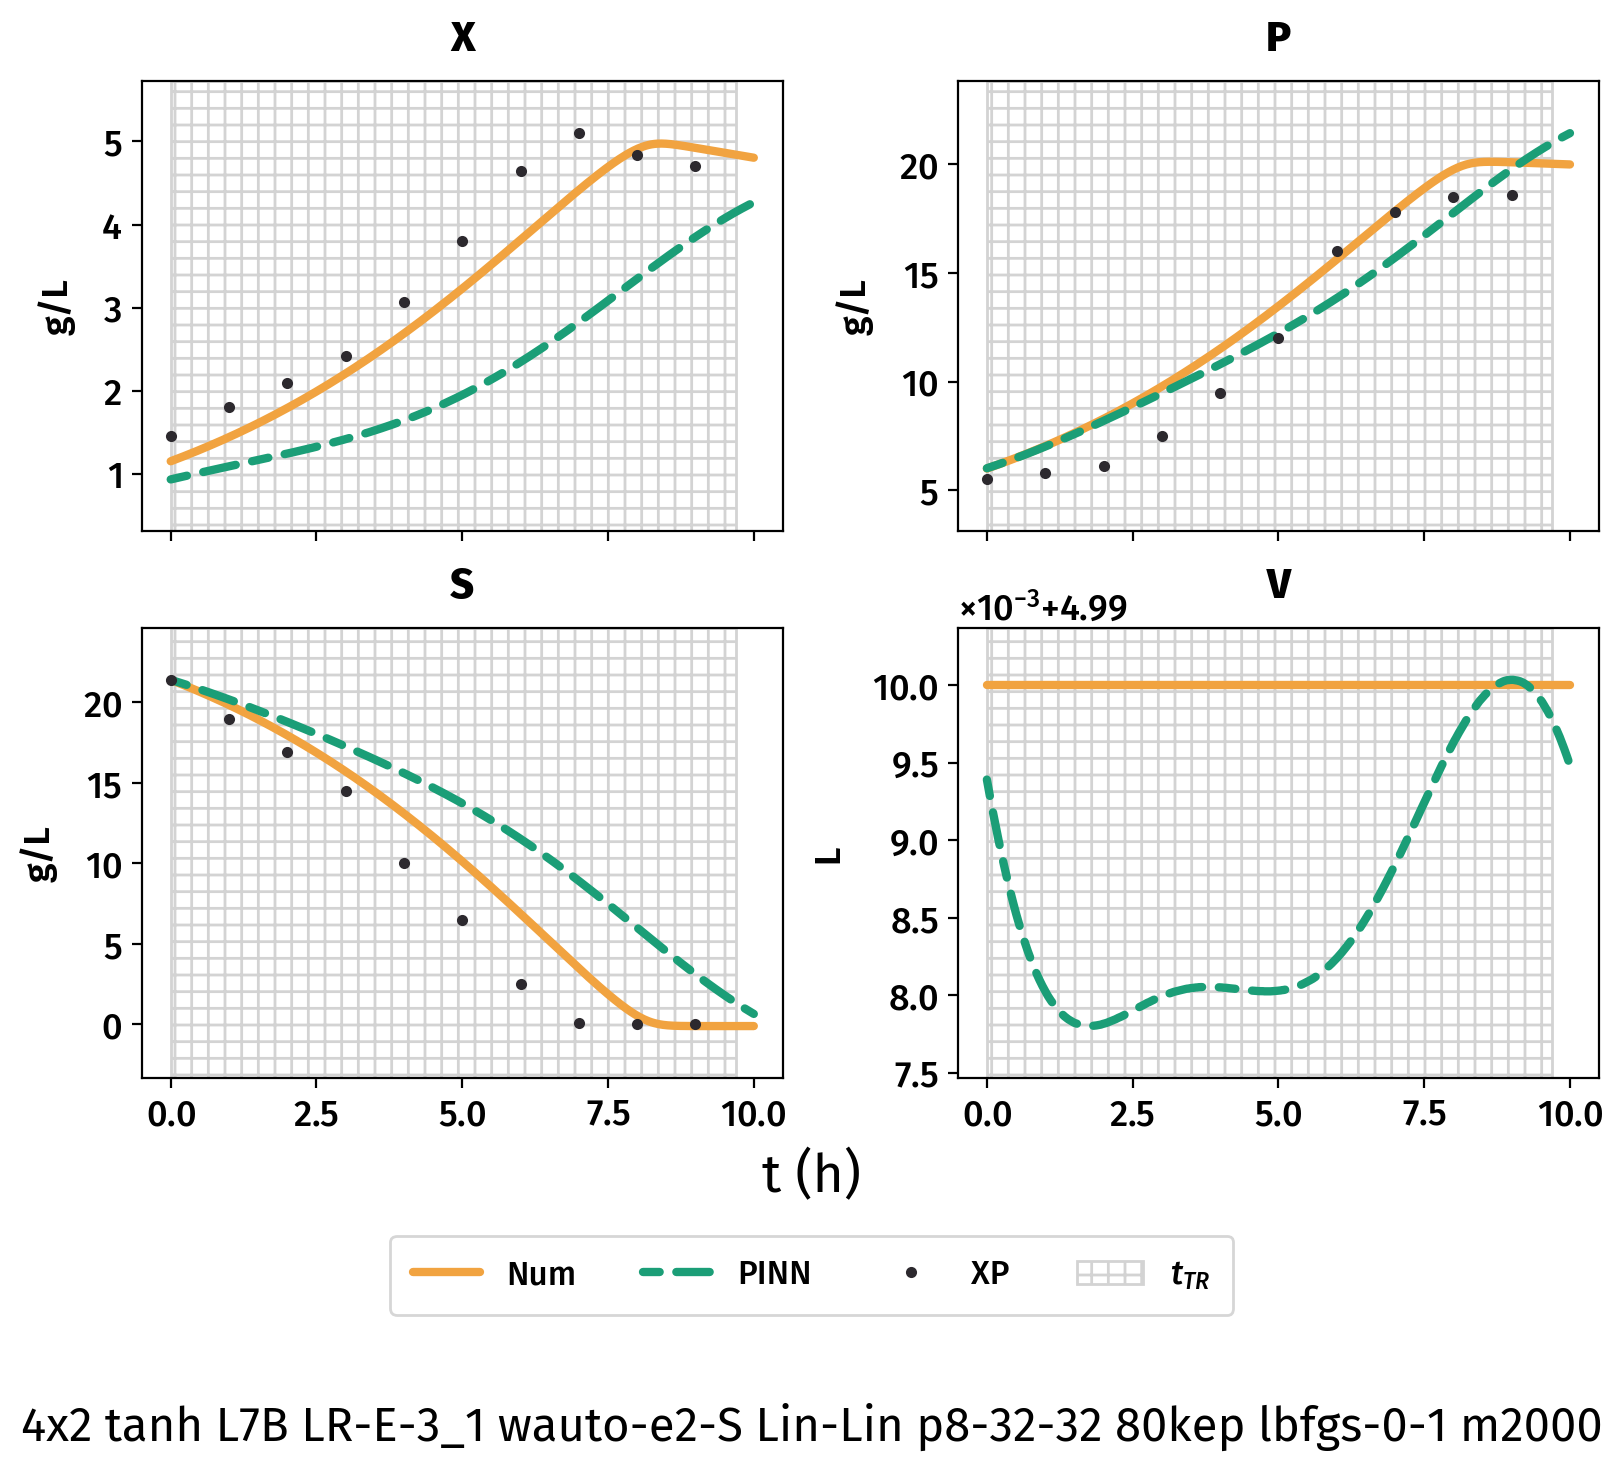 X
P
5
4
3
2
1
g/L
20
15
10
5
g/L
S
V
×10⁻³+4.99
20
15
10
5
0
g/L
10.0
9.5
9.0
8.5
8.0
7.5
L
0.0 2.5 5.0 7.5 10.0
0.0 2.5 5.0 7.5 10.0
t (h)
Num PINN XP t_TR
4x2 tanh L7B LR-E-3_1 wauto-e2-S Lin-Lin p8-32-32 80kep lbfgs-0-1 m2000